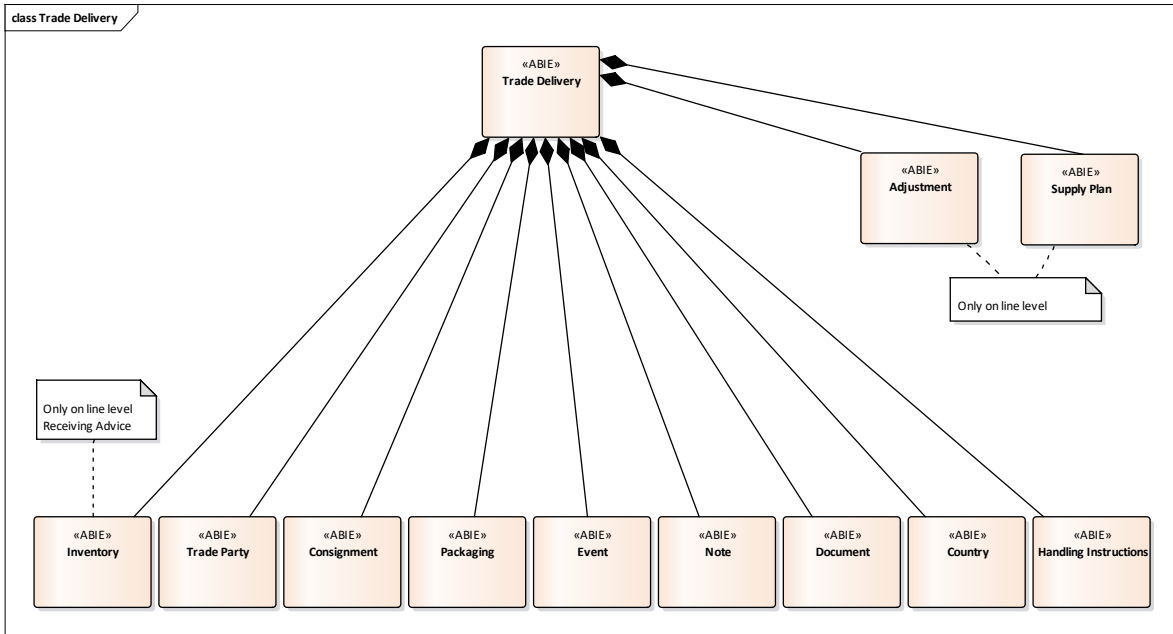 class Trade Delivery
«ABIE»
Trade Delivery
«ABIE»
Adjustment
«ABIE»
Supply Plan
Only on line level
Only on line level
Receiving Advice
«ABIE»
Inventory
«ABIE»
Trade Party
«ABIE»
Consignment
«ABIE»
Packaging
«ABIE»
Event
«ABIE»
Note
«ABIE»
Document
«ABIE»
Country
«ABIE»
Handling Instructions